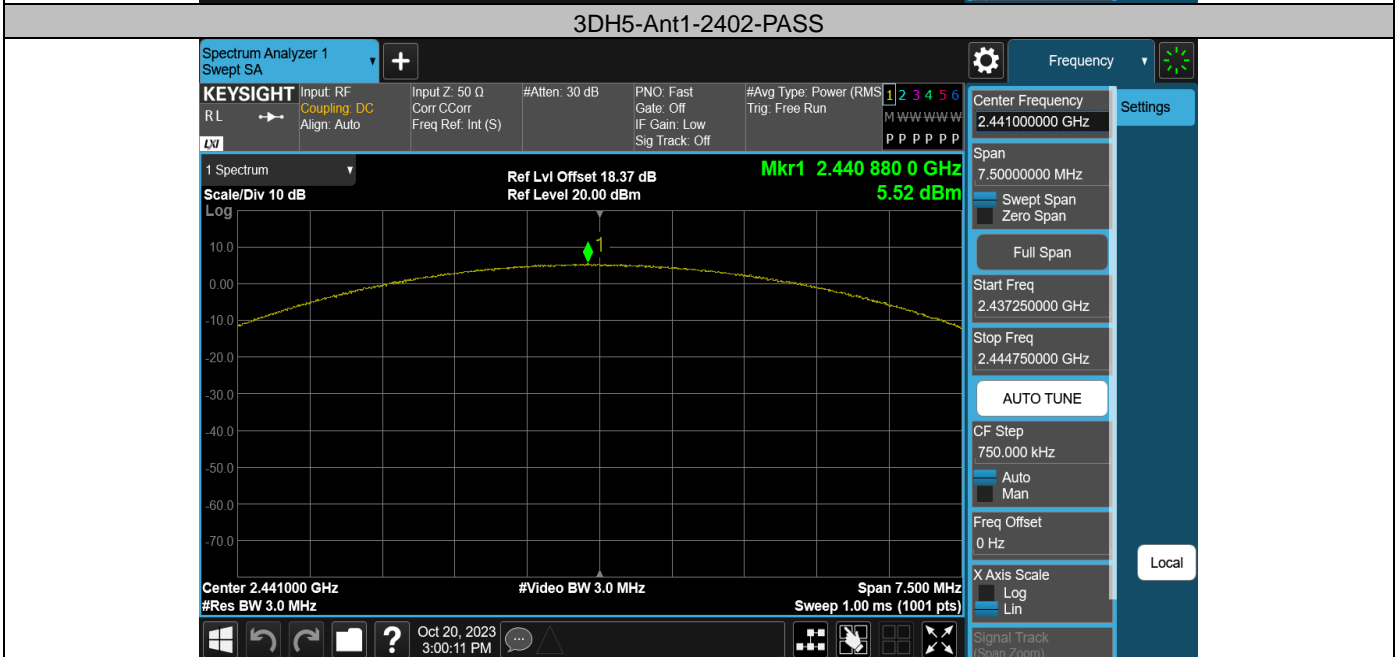 3DH5-Ant1-2402-PASS
Spectrum Analyzer 1
Swept SA
Frequency
KEYSIGHT
RL
LXI
Input: RF
Coupling: DC
Align: Auto
Input Z: 50 Ω
Corr CCorr
Freq Ref: Int (S)
#Atten: 30 dB
PNO: Fast
Gate: Off
IF Gain: Low
Sig Track: Off
#Avg Type: Power (RMS
Trig: Free Run
1 2 3 4 5 6
M W W W W W
P P P P P P
1 Spectrum
Scale/Div 10 dB
Ref Lvl Offset 18.37 dB
Ref Level 20.00 dBm
Mkr1 2.440 880 0 GHz
5.52 dBm
Log
1
10.0
0.00
-10.0
-20.0
-30.0
-40.0
-50.0
-60.0
-70.0
Center 2.441000 GHz
#Res BW 3.0 MHz
#Video BW 3.0 MHz
Span 7.500 MHz
Sweep 1.00 ms (1001 pts)
Center Frequency
2.441000000 GHz
Settings
Span
7.50000000 MHz
Swept Span
Zero Span
Full Span
Start Freq
2.437250000 GHz
Stop Freq
2.444750000 GHz
AUTO TUNE
CF Step
750.000 kHz
Auto
Man
Freq Offset
0 Hz
X Axis Scale
Log
Lin
Local
Signal Track
(Span Zoom)
?
Oct 20, 2023
3:00:11 PM